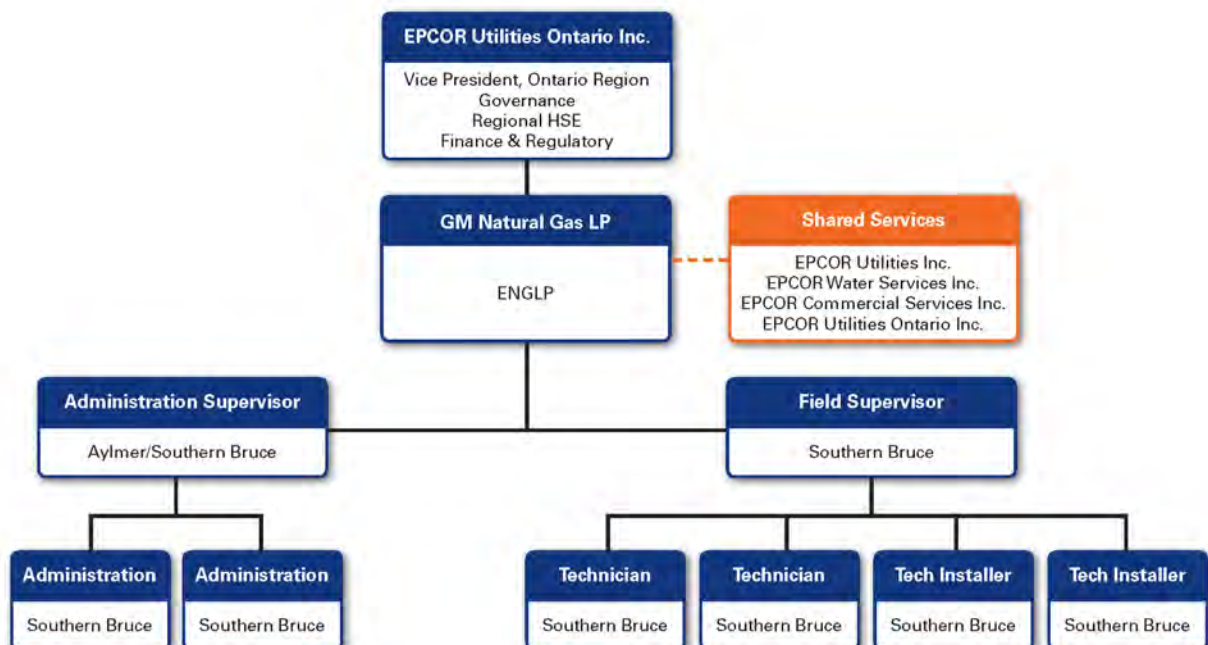 EPCOR Utilities Ontario Inc.
Vice President, Ontario Region
Governance
Regional HSE
Finance & Regulatory
GM Natural Gas LP
ENGLP
Shared Services
EPCOR Utilities Inc.
EPCOR Water Services Inc.
EPCOR Commercial Services Inc.
EPCOR Utilities Ontario Inc.
Administration Supervisor
Aylmer/Southern Bruce
Field Supervisor
Southern Bruce
Administration
Southern Bruce
Administration
Southern Bruce
Technician
Southern Bruce
Technician
Southern Bruce
Tech Installer
Southern Bruce
Tech Installer
Southern Bruce